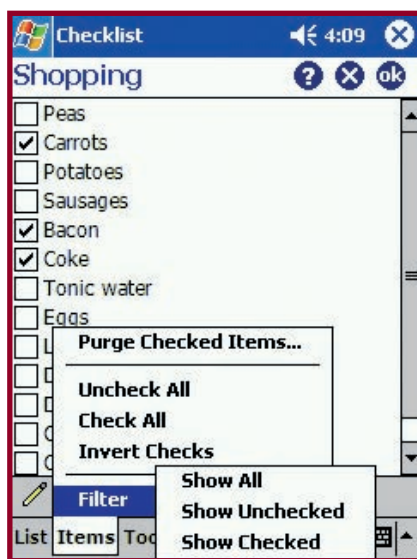 Checklist 4:09
Shopping ? ok
Peas
Carrots
Potatoes
Sausages
Bacon
Coke
Tonic water
Eggs
Purge Checked Items...
Uncheck All
Check All
Invert Checks
Filter
Show All
Show Unchecked
Show Checked
List Items